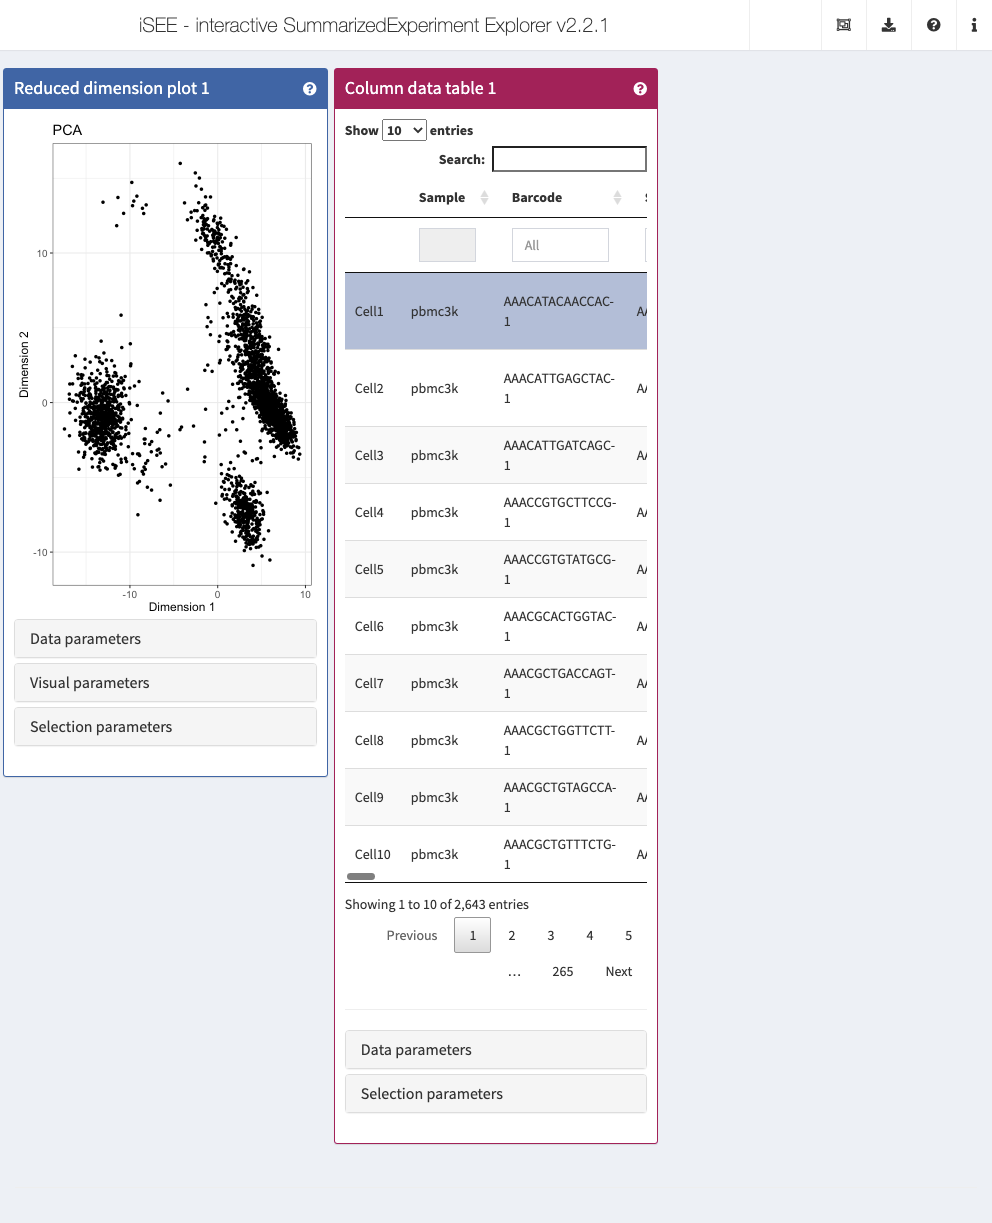 iSEE - interactive SummarizedExperiment Explorer v2.2.1
Reduced dimension plot 1
PCA
Dimension 2
10
0
-10
-10 0 10
Dimension 1
Data parameters
Visual parameters
Selection parameters
Column data table 1
Show 10 entries
Search:
Sample Barcode
All
Cell1 pbmc3k AAACATACAACCAC-
1
Cell2 pbmc3k AAACATTGAGCTAC-
1
Cell3 pbmc3k AAACATTGATCAGC-
1
Cell4 pbmc3k AAACCGTGCTTCCG-
1
Cell5 pbmc3k AAACCGTGTATGCG-
1
Cell6 pbmc3k AAACGCACTGGTAC-
1
Cell7 pbmc3k AAACGCTGACCAGT-
1
Cell8 pbmc3k AAACGCTGGTTCTT-
1
Cell9 pbmc3k AAACGCTGTAGCCA-
1
Cell10 pbmc3k AAACGCTGTTTCTG-
1
Showing 1 to 10 of 2,643 entries
Previous 1 2 3 4 5
... 265 Next
Data parameters
Selection parameters